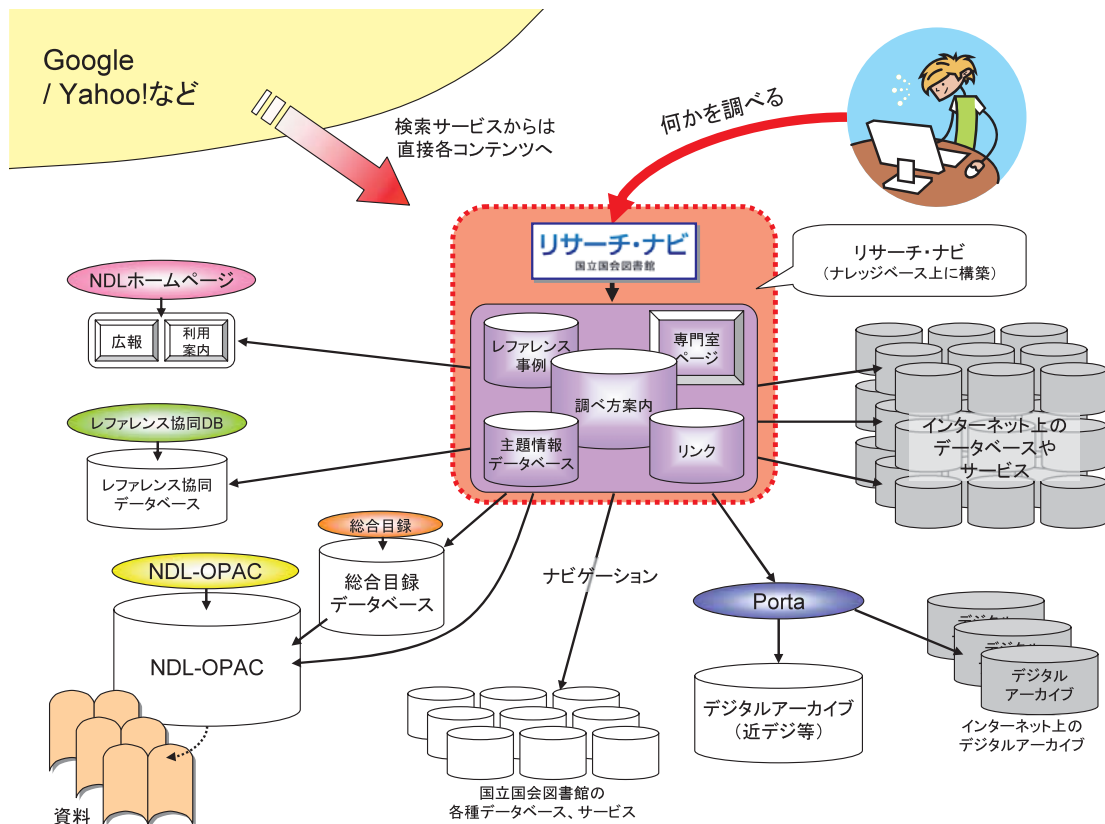 Google
/ Yahoo!など
検索サービスからは
直接各コンテンツへ
何かを調べる
リサーチ・ナビ
国立国会図書館
リサーチ・ナビ
(ナレッジベース上に構築)
NDLホームページ
広報
利用
案内
レファレンス
事例
専門室
ページ
調べ方案内
主題情報
データベース
リンク
インターネット上の
データベースや
サービス
レファレンス協同DB
レファレンス協同
データベース
総合目録
総合目録
データベース
NDL-OPAC
NDL-OPAC
資料
ナビゲーション
国立国会図書館の
各種データベース、サービス
Porta
デジタルアーカイブ
(近デジ等)
デジタル
デジタル
デジタル
アーカイブ
インターネット上の
デジタルアーカイブ